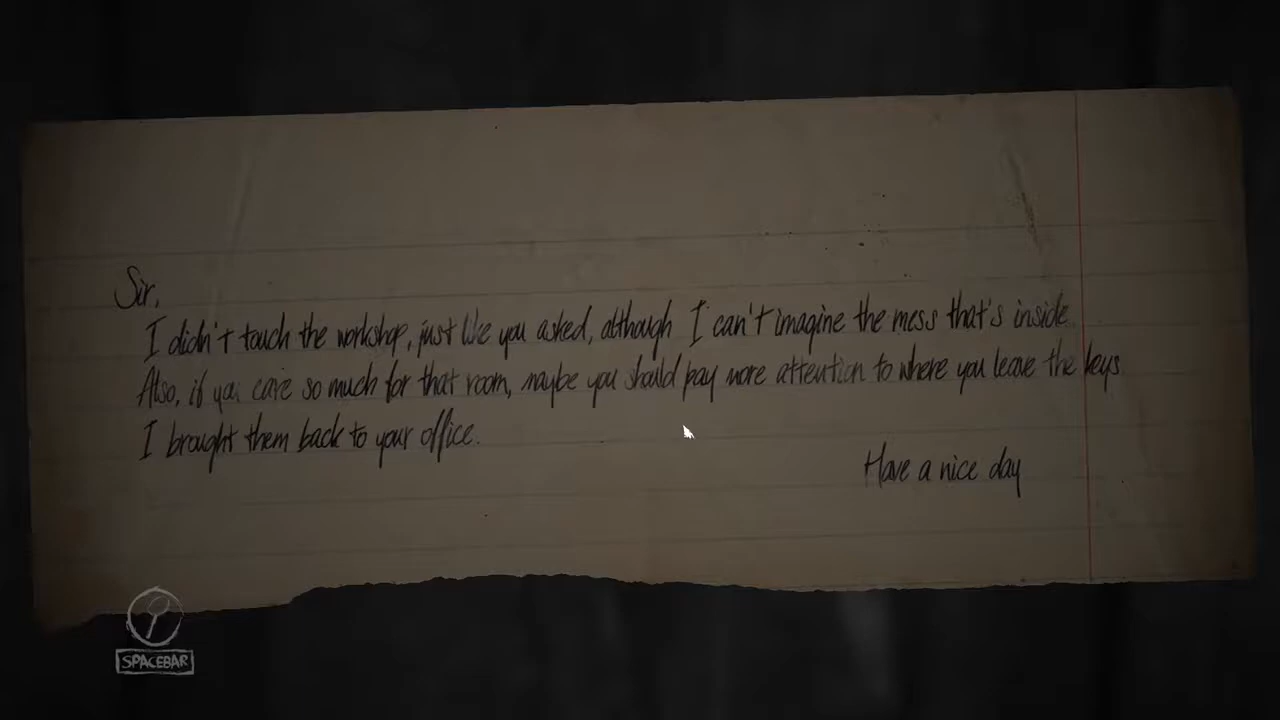 Sir,
I didn't touch the workshop, just like you asked, although I can't imagine the mess that's inside.
Also, if you care so much for that room, maybe you should pay more attention to where you leave the keys.
I brought them back to your office.
Have a nice day
SPACEBAR